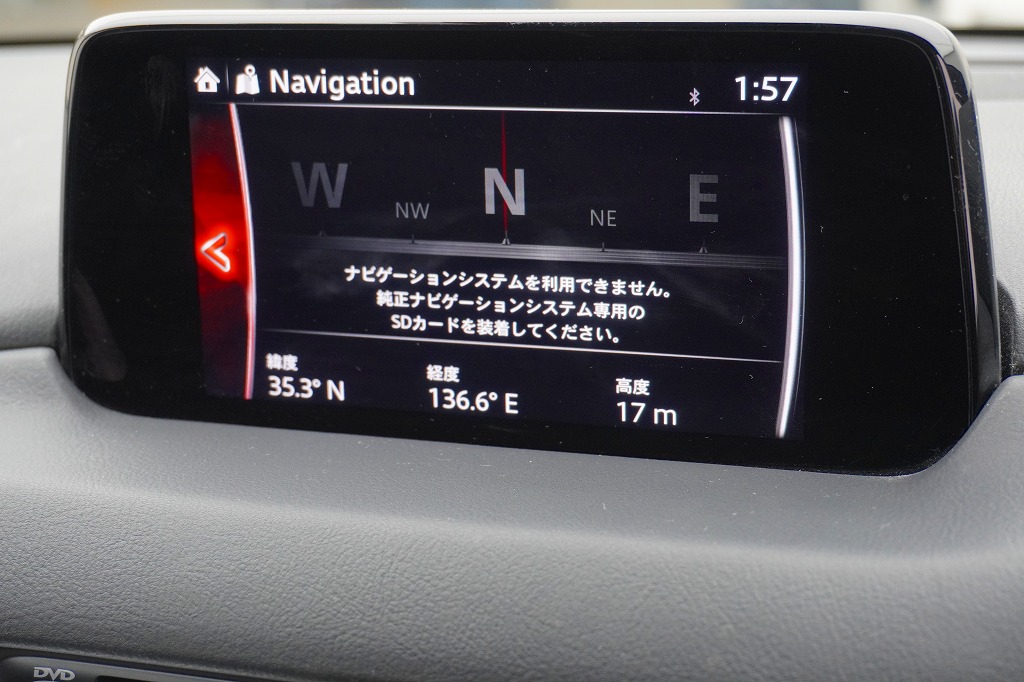 Navigation
1:57
W
NW
N
NE
E
ナビゲーションシステムを利用できません。
純正ナビゲーションシステム専用の
SDカードを装着してください。
緯度
35.3° N
経度
136.6° E
高度
17 m
DVD